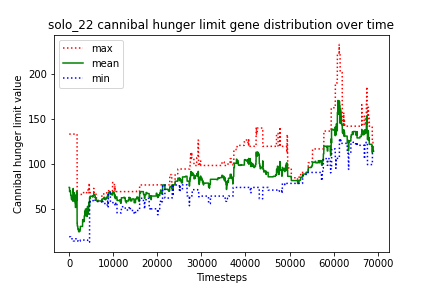 solo_22 cannibal hunger limit gene distribution over time
max
mean
min
Cannibal hunger limit value
200
150
100
50
0 10000 20000 30000 40000 50000 60000 70000
Timesteps